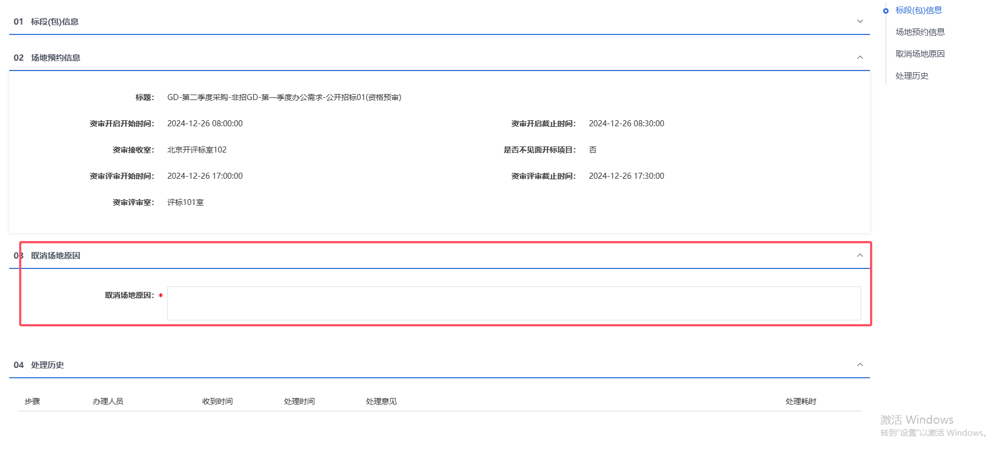 01 标段(包)信息
02 场地预约信息
标题： GD-第二季度采购-非招GD-第一季度办公需求-公开招标01(资格预审)
资审开启开始时间： 2024-12-26 08:00:00 资审开启截止时间： 2024-12-26 08:30:00
资审接收室： 北京开评标室102 是否不见面开标项目： 否
资审评审开始时间： 2024-12-26 17:00:00 资审评审截止时间： 2024-12-26 17:30:00
资审评审室： 评标101室
03 取消场地原因
取消场地原因：*
04 处理历史
步骤 办理人员 收到时间 处理时间 处理意见 处理耗时
标段(包)信息
场地预约信息
取消场地原因
处理历史
激活 Windows
转到“设置”以激活 Windows。